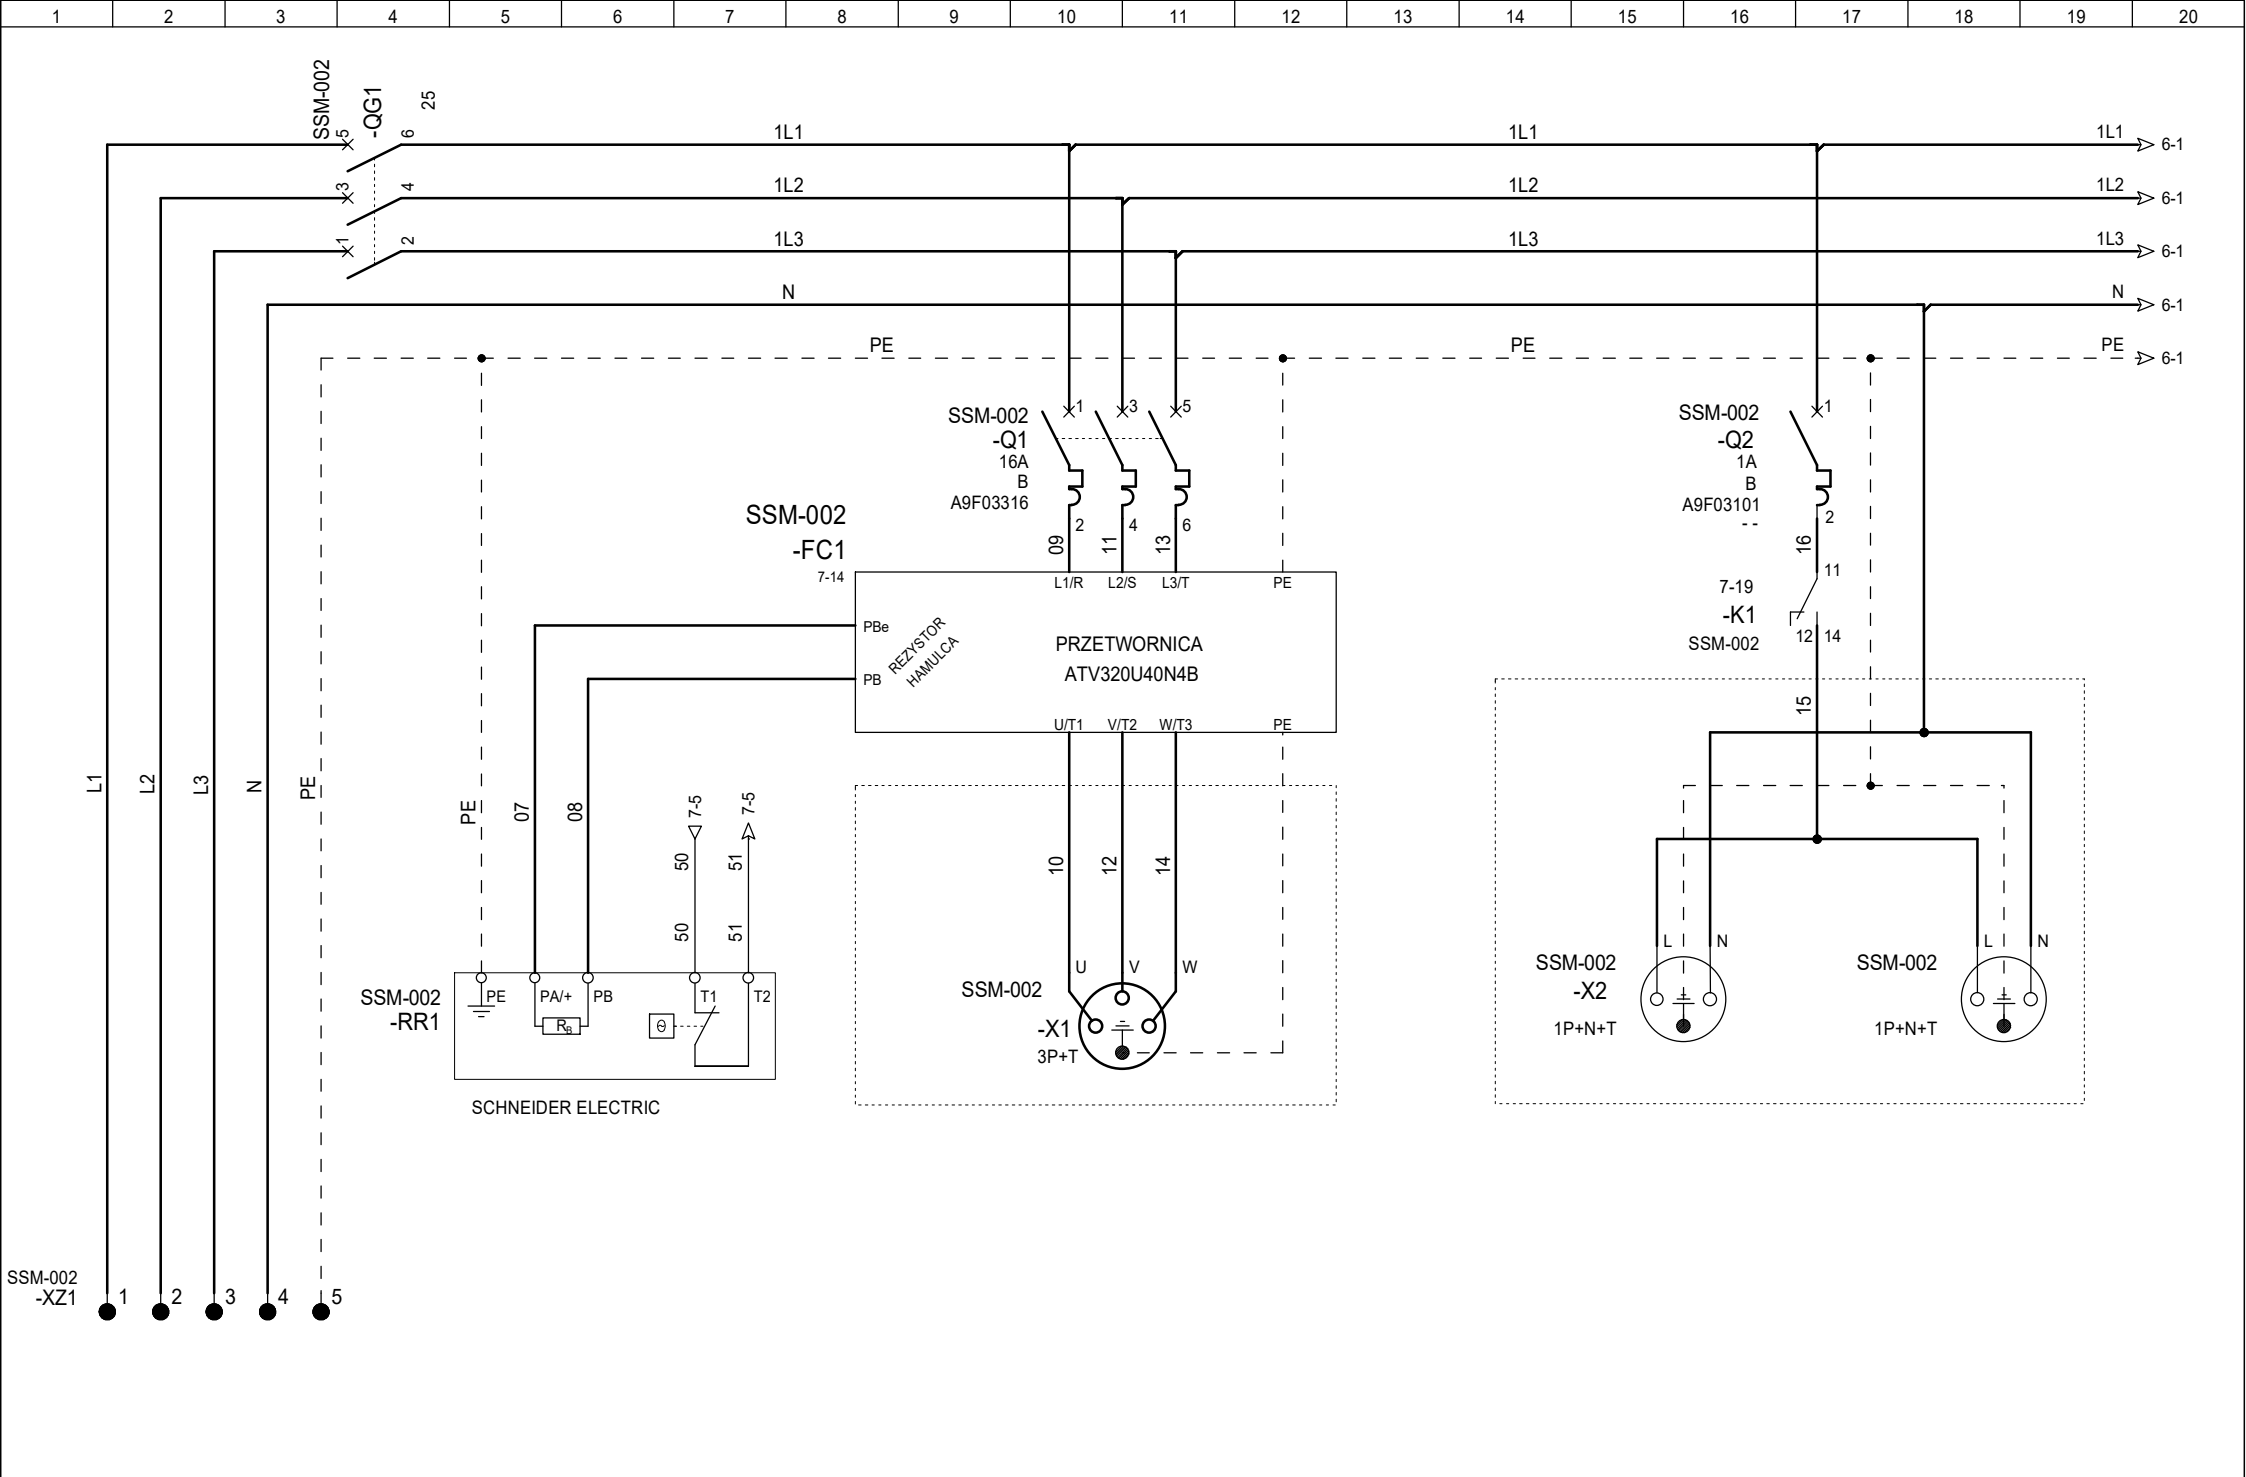 1 2 3 4 5 6 7 8 9 10 11 12 13 14 15 16 17 18 19 20
SSM-002
-QG1
25
5 6
3 4
1 2
1L1 1L1 1L1 6-1
1L2 1L2 1L2 6-1
1L3 1L3 1L3 6-1
N N 6-1
PE PE PE 6-1
SSM-002
-Q1
16A
B
A9F03316
1 3 5
2 4 6
09 11 13
SSM-002
-Q2
1A
B
A9F03101
- -
1
2
16
7-19
-K1
SSM-002
11
12 14
15
SSM-002
-FC1
7-14
L1/R L2/S L3/T PE
PBe
PB
REZYSTOR
HAMULCA
PRZETWORNICA
ATV320U40N4B
U/T1 V/T2 W/T3 PE
L1 L2 L3 N PE
PE 07 08
7-5 7-5
50 51
50 51
10 12 14
SSM-002
-RR1
PE PA/+ PB T1 T2
RB
Θ
SCHNEIDER ELECTRIC
U V W
SSM-002
-X1
3P+T
L N
SSM-002
-X2
1P+N+T
L N
SSM-002
1P+N+T
SSM-002
-XZ1
1 2 3 4 5